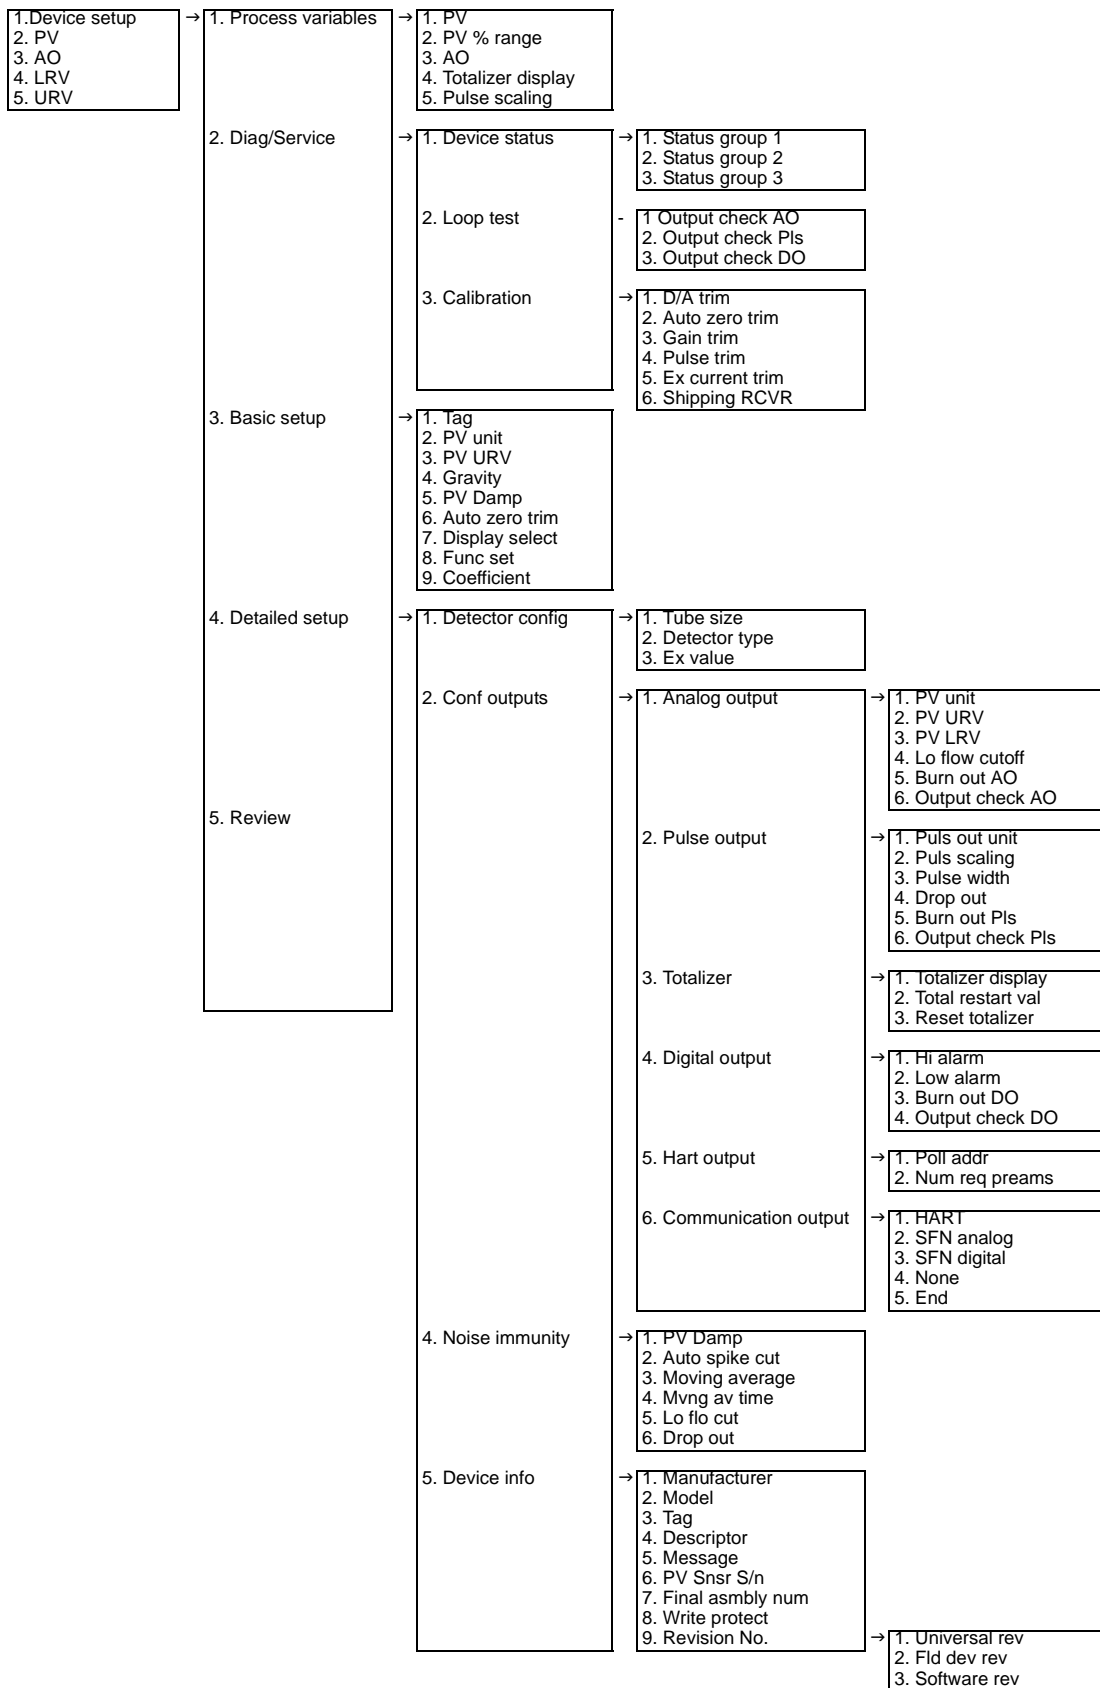 1.Device setup
2. PV
3. AO
4. LRV
5. URV
→ 1. Process variables
→ 1. PV
2. PV % range
3. AO
4. Totalizer display
5. Pulse scaling
2. Diag/Service
→ 1. Device status
→ 1. Status group 1
2. Status group 2
3. Status group 3
2. Loop test
- 1 Output check AO
2. Output check Pls
3. Output check DO
3. Calibration
→ 1. D/A trim
2. Auto zero trim
3. Gain trim
4. Pulse trim
5. Ex current trim
6. Shipping RCVR
3. Basic setup
→ 1. Tag
2. PV unit
3. PV URV
4. Gravity
5. PV Damp
6. Auto zero trim
7. Display select
8. Func set
9. Coefficient
4. Detailed setup
→ 1. Detector config
→ 1. Tube size
2. Detector type
3. Ex value
2. Conf outputs
→ 1. Analog output
→ 1. PV unit
2. PV URV
3. PV LRV
4. Lo flow cutoff
5. Burn out AO
6. Output check AO
5. Review
2. Pulse output
→ 1. Puls out unit
2. Puls scaling
3. Pulse width
4. Drop out
5. Burn out Pls
6. Output check Pls
3. Totalizer
→ 1. Totalizer display
2. Total restart val
3. Reset totalizer
4. Digital output
→ 1. Hi alarm
2. Low alarm
3. Burn out DO
4. Output check DO
5. Hart output
→ 1. Poll addr
2. Num req preams
6. Communication output
→ 1. HART
2. SFN analog
3. SFN digital
4. None
5. End
4. Noise immunity
→ 1. PV Damp
2. Auto spike cut
3. Moving average
4. Mvng av time
5. Lo flo cut
6. Drop out
5. Device info
→ 1. Manufacturer
2. Model
3. Tag
4. Descriptor
5. Message
6. PV Snsr S/n
7. Final asmbly num
8. Write protect
9. Revision No.
→ 1. Universal rev
2. Fld dev rev
3. Software rev